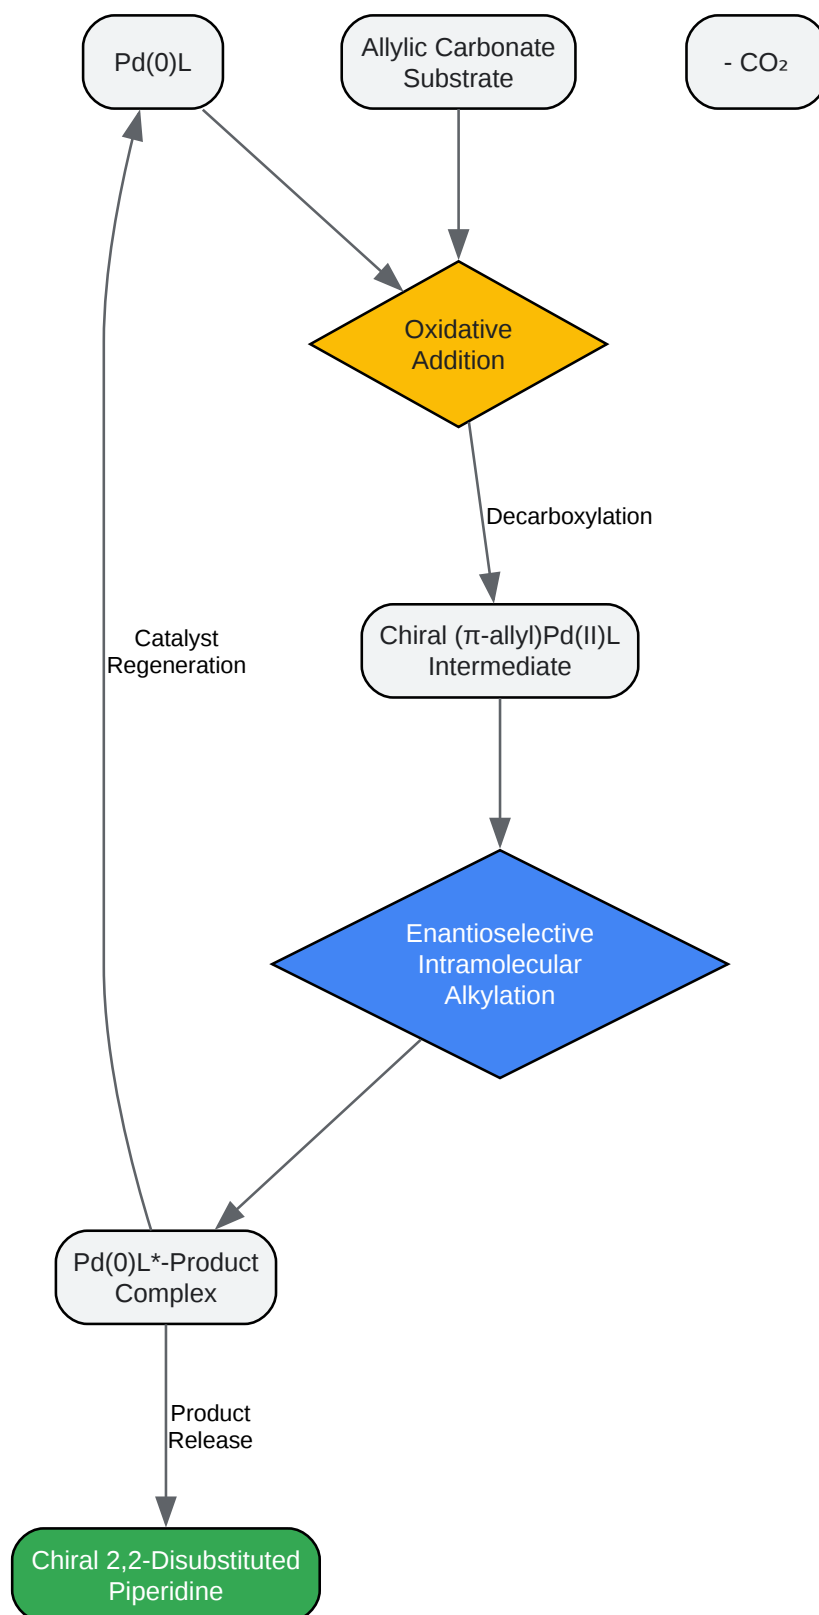 Pd(0)L
Allylic Carbonate
Substrate
- CO₂
Oxidative
Addition
Decarboxylation
Catalyst
Regeneration
Chiral (π-allyl)Pd(II)L
Intermediate
Enantioselective
Intramolecular
Alkylation
Pd(0)L*-Product
Complex
Product
Release
Chiral 2,2-Disubstituted
Piperidine